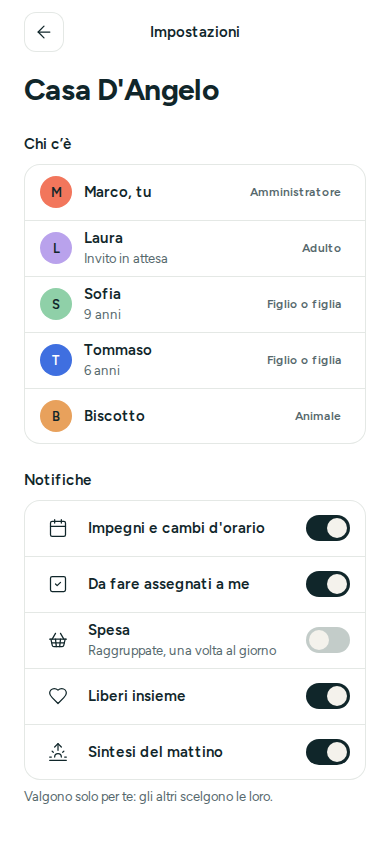 Impostazioni
Casa D'Angelo
Chi c'è
M
Marco, tu
Amministratore
L
Laura
Invito in attesa
Adulto
S
Sofia
9 anni
Figlio o figlia
T
Tommaso
6 anni
Figlio o figlia
B
Biscotto
Animale
Notifiche
Impegni e cambi d'orario
Da fare assegnati a me
Spesa
Raggruppate, una volta al giorno
Liberi insieme
Sintesi del mattino
Valgono solo per te: gli altri scelgono le loro.